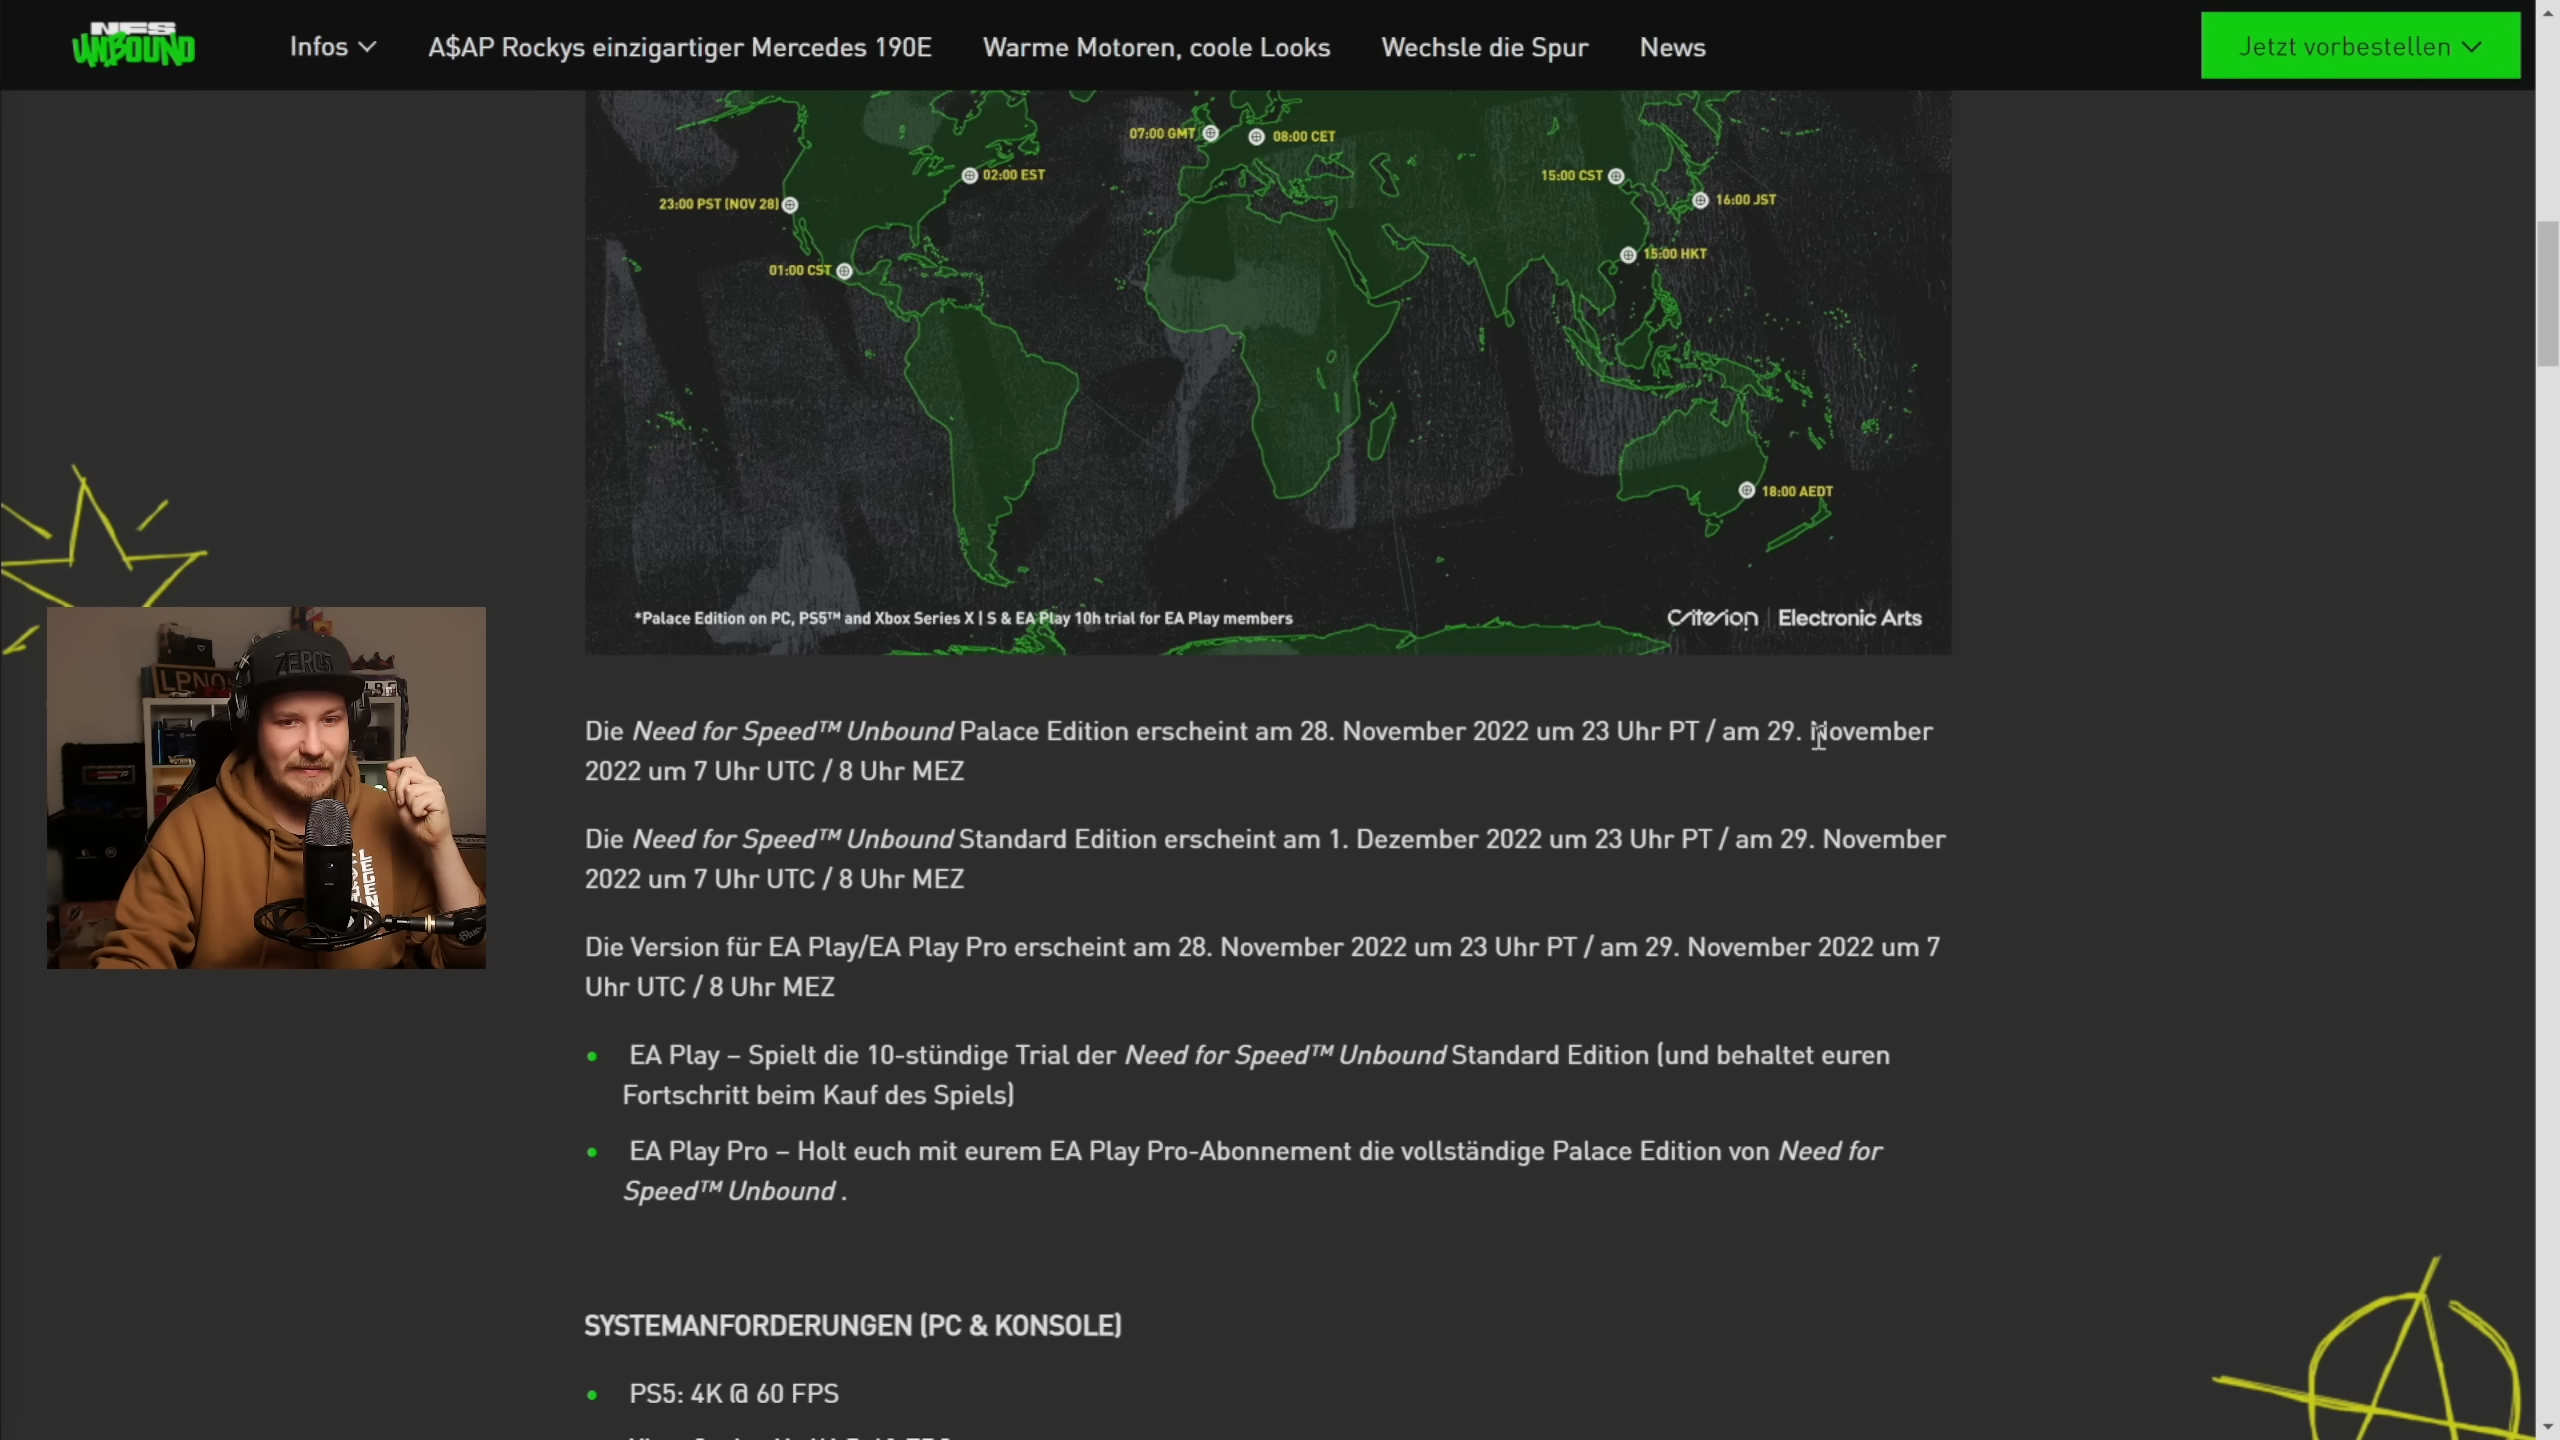 NFS
UNBOUND
Infos
A$AP Rockys einzigartiger Mercedes 190E
Warme Motoren, coole Looks
Wechsle die Spur
News
Jetzt vorbestellen
07:00 GMT
08:00 CET
02:00 EST
15:00 CST
23:00 PST (NOV 28)
16:00 JST
15:00 HKT
01:00 CST
18:00 AEDT
*Palace Edition on PC, PS5™ and Xbox Series X | S & EA Play 10h trial for EA Play members
Criterion
Electronic Arts
ZEROS
Die Need for Speed™ Unbound Palace Edition erscheint am 28. November 2022 um 23 Uhr PT / am 29. November
2022 um 7 Uhr UTC / 8 Uhr MEZ
Die Need for Speed™ Unbound Standard Edition erscheint am 1. Dezember 2022 um 23 Uhr PT / am 29. November
2022 um 7 Uhr UTC / 8 Uhr MEZ
Die Version für EA Play/EA Play Pro erscheint am 28. November 2022 um 23 Uhr PT / am 29. November 2022 um 7
Uhr UTC / 8 Uhr MEZ
EA Play – Spielt die 10-stündige Trial der Need for Speed™ Unbound Standard Edition (und behaltet euren
Fortschritt beim Kauf des Spiels)
EA Play Pro – Holt euch mit eurem EA Play Pro-Abonnement die vollständige Palace Edition von Need for
Speed™ Unbound .
SYSTEMANFORDERUNGEN (PC & KONSOLE)
PS5: 4K @ 60 FPS